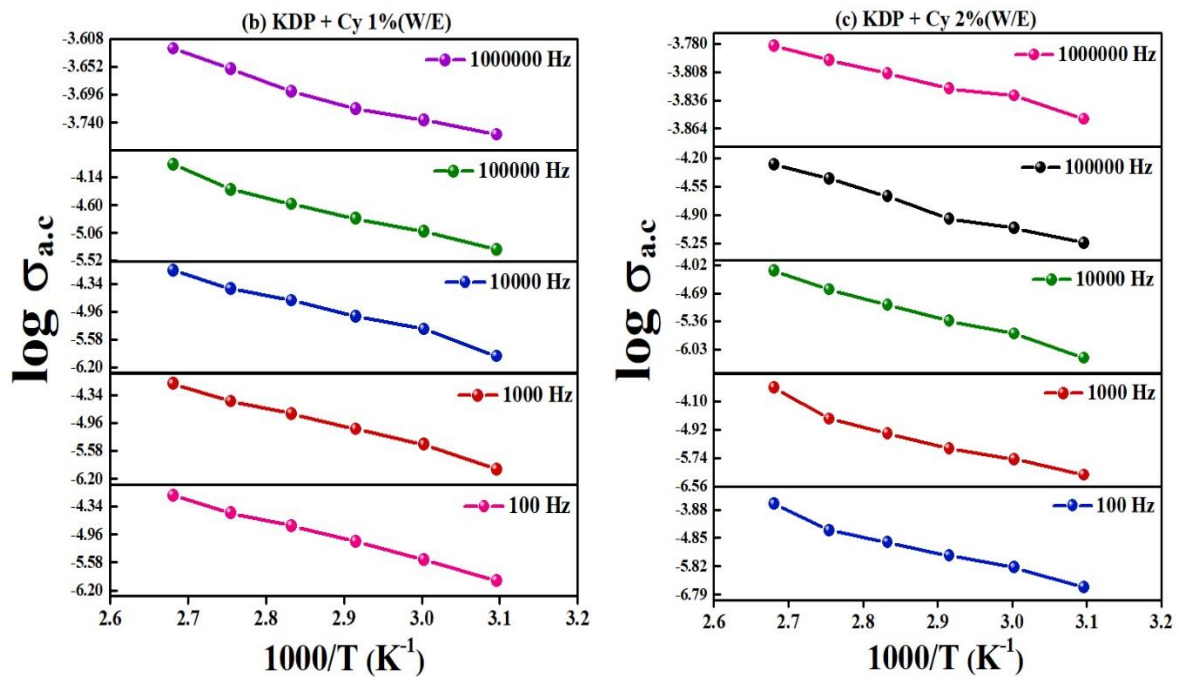 (b) KDP + Cy 1%(W/E)
-3.608
-3.652
-3.696
-3.740
1000000 Hz
-4.14
-4.60
-5.06
-5.52
100000 Hz
-4.34
-4.96
-5.58
-6.20
10000 Hz
-4.34
-4.96
-5.58
-6.20
1000 Hz
-4.34
-4.96
-5.58
-6.20
100 Hz
log σa.c
2.6 2.7 2.8 2.9 3.0 3.1 3.2
1000/T (K-1)
(c) KDP + Cy 2%(W/E)
-3.780
-3.808
-3.836
-3.864
1000000 Hz
-4.20
-4.55
-4.90
-5.25
100000 Hz
-4.02
-4.69
-5.36
-6.03
10000 Hz
-4.10
-4.92
-5.74
-6.56
1000 Hz
-3.88
-4.85
-5.82
-6.79
100 Hz
log σa.c
2.6 2.7 2.8 2.9 3.0 3.1 3.2
1000/T (K-1)